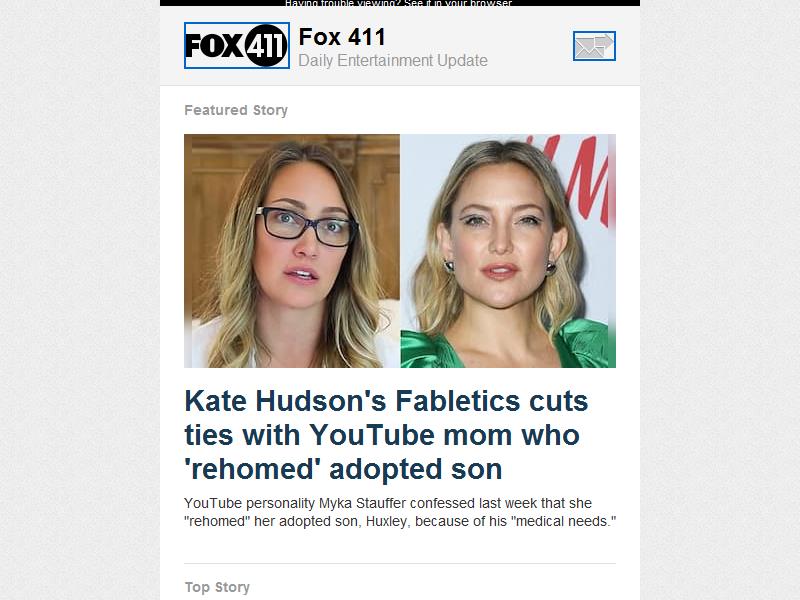 Having trouble viewing? See it in your browser
FOX 411
Fox 411
Daily Entertainment Update
Featured Story
Kate Hudson's Fabletics cuts
ties with YouTube mom who
'rehomed' adopted son
YouTube personality Myka Stauffer confessed last week that she
"rehomed" her adopted son, Huxley, because of his "medical needs."
Top Story